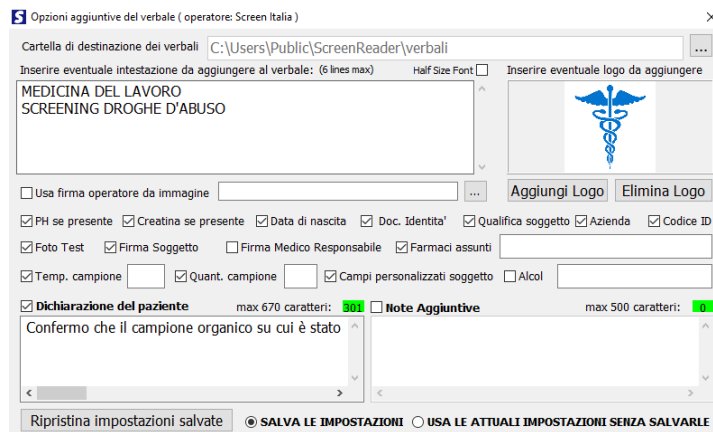 S Opzioni aggiuntive del verbale ( operatore: Screen Italia )
Cartella di destinazione dei verbali C:\Users\Public\ScreenReader\verbali ...
Inserire eventuale intestazione da aggiungere al verbale: (6 lines max) Half Size Font Inserire eventuale logo da aggiungere
MEDICINA DEL LAVORO
SCREENING DROGHE D'ABUSO
Usa firma operatore da immagine ... Aggiungi Logo Elimina Logo
PH se presente Creatina se presente Data di nascita Doc. Identita' Qualifica soggetto Azienda Codice ID
Foto Test Firma Soggetto Firma Medico Responsabile Farmaci assunti
Temp. campione Quant. campione Campi personalizzati soggetto Alcol
Dichiarazione del paziente max 670 caratteri: 301 Note Aggiuntive max 500 caratteri: 0
Confermo che il campione organico su cui è stato
Ripristina impostazioni salvate SALVA LE IMPOSTAZIONI USA LE ATTUALI IMPOSTAZIONI SENZA SALVARLE